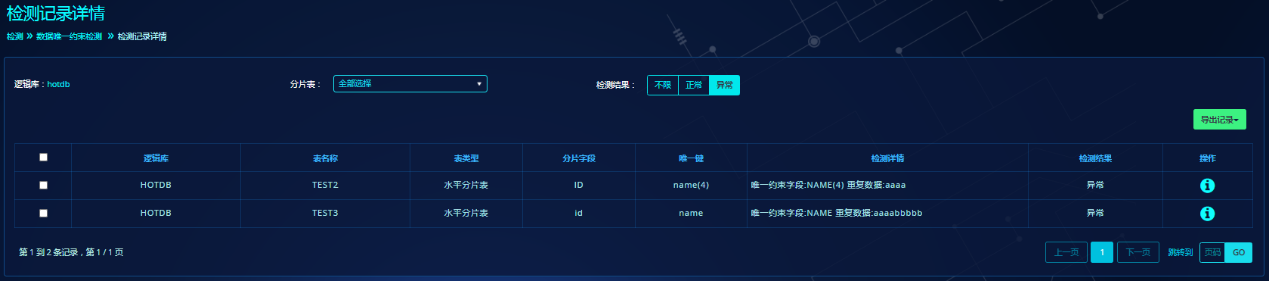 检测记录详情
检测 » 数据唯一约束检测 » 检测记录详情
逻辑库：hotdb 分片表： 全部选择 检测结果： 不限 正常 异常
导出记录
逻辑库 表名称 表类型 分片字段 唯一键 检测详情 检测结果 操作
HOTDB TEST2 水平分片表 ID name(4) 唯一约束字段:NAME(4) 重复数据:aaaa 异常
HOTDB TEST3 水平分片表 id name 唯一约束字段:NAME 重复数据:aaaabbbbb 异常
第 1 到 2 条记录，第 1 / 1 页 上一页 1 下一页 跳转到 页码 GO